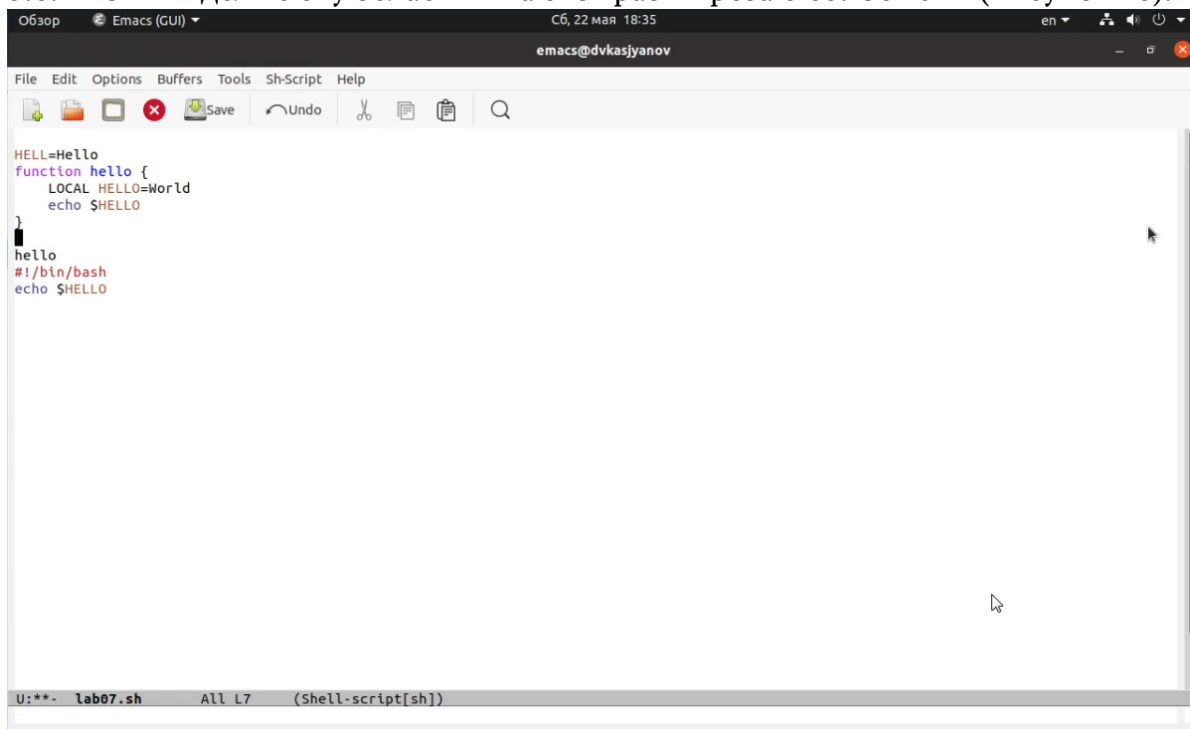 Обзор Emacs (GUI) Сб, 22 мая 18:35 en
emacs@dvkasjyanov
File Edit Options Buffers Tools Sh-Script Help
Save Undo
HELL=Hello
function hello {
    LOCAL HELLO=World
    echo $HELLO
}
hello
#!/bin/bash
echo $HELLO
U:**- lab07.sh All L7 (Shell-script[sh])